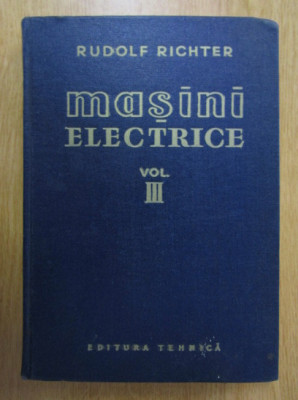 RUDOLF RICHTER
mașini
ELECTRICE
VOL.
III
EDITURA TEHNICĂ